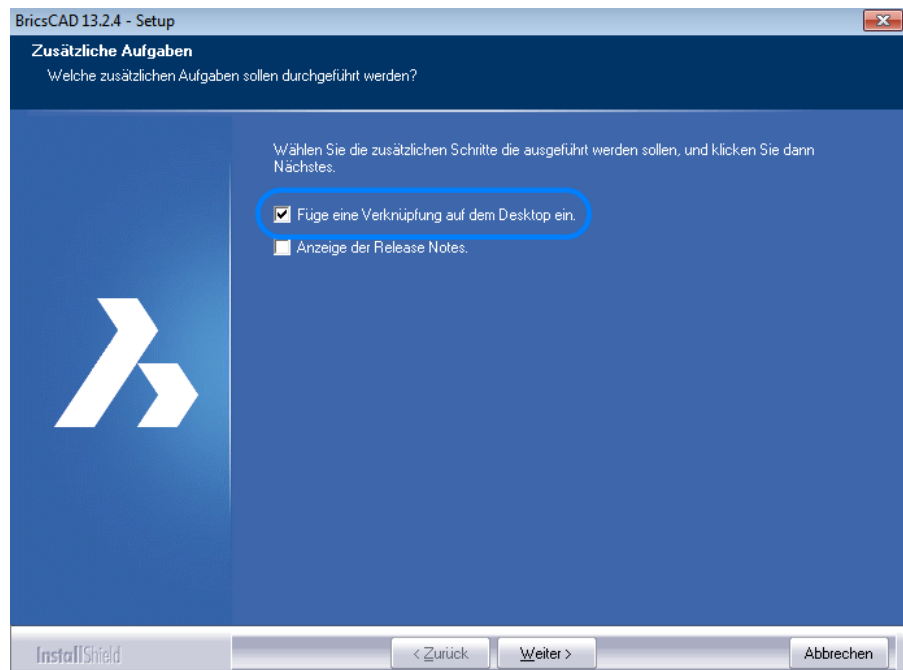 BricsCAD 13.2.4 - Setup
Zusätzliche Aufgaben
Welche zusätzlichen Aufgaben sollen durchgeführt werden?
Wählen Sie die zusätzlichen Schritte die ausgeführt werden sollen, und klicken Sie dann
Nächstes.
Füge eine Verknüpfung auf dem Desktop ein.
Anzeige der Release Notes.
InstallShield
< Zurück
Weiter >
Abbrechen